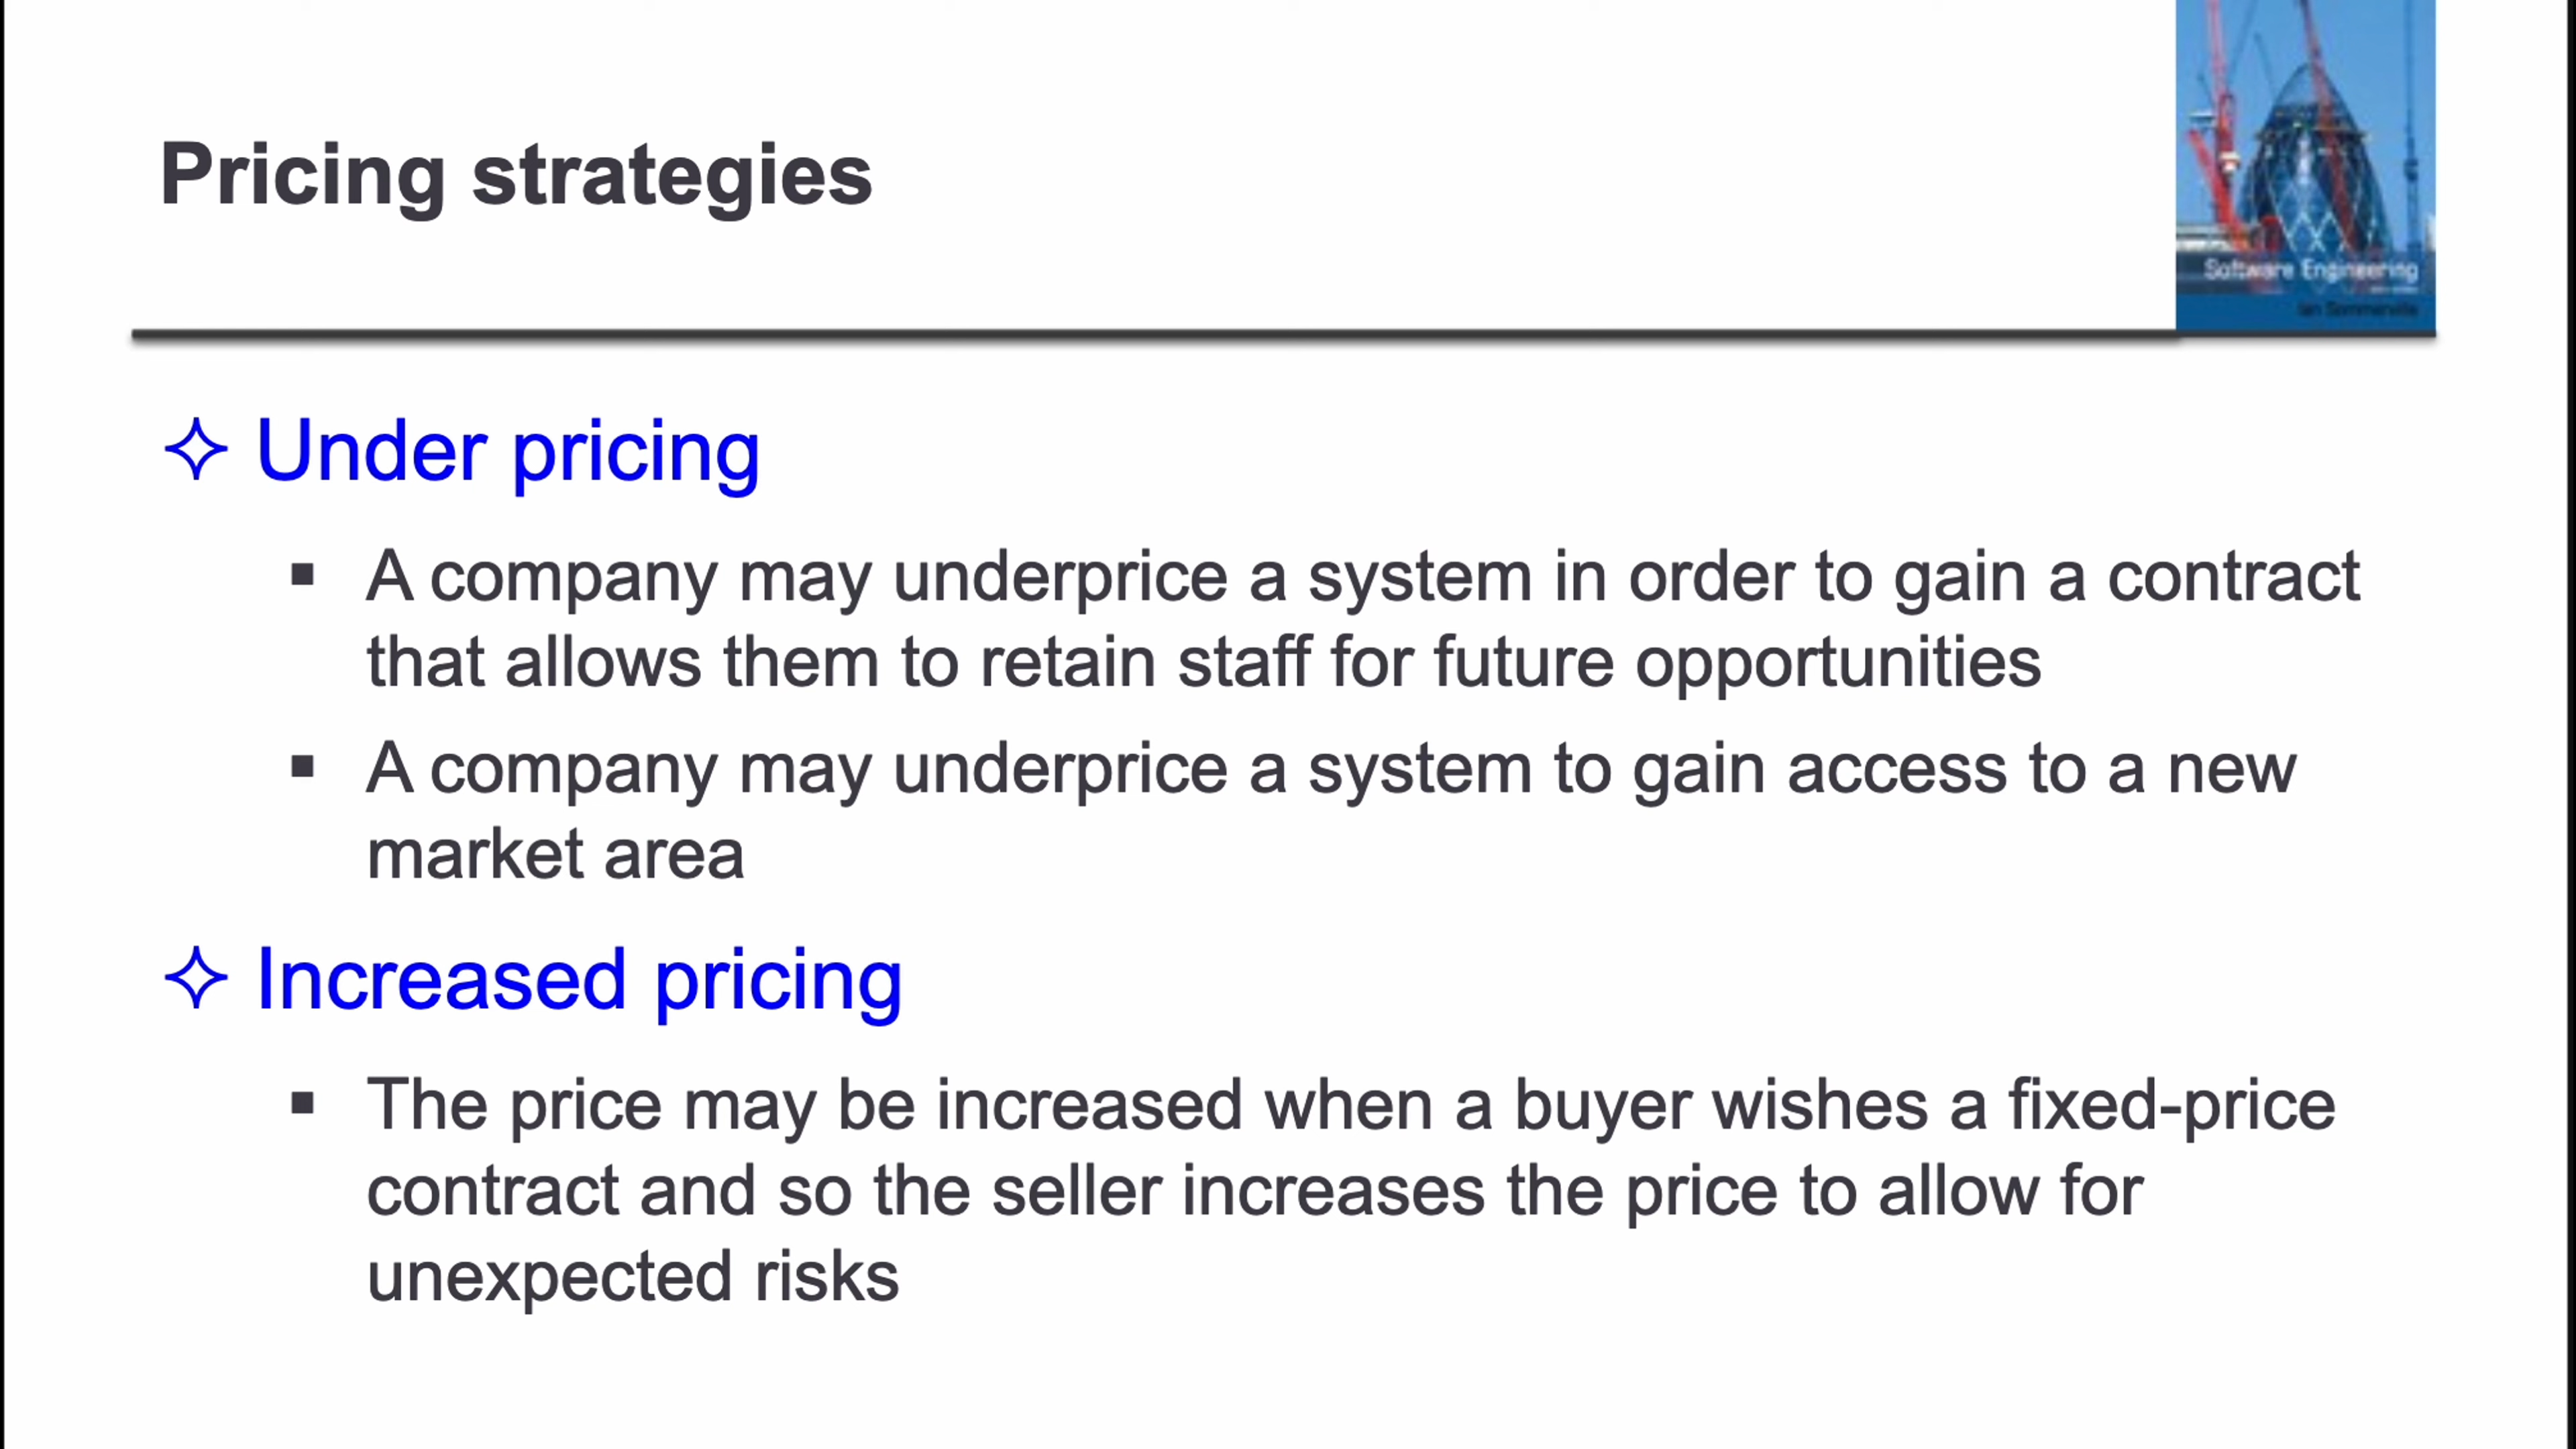 Pricing strategies
Software Engineering
Ian Sommerville
✧ Under pricing
▪ A company may underprice a system in order to gain a contract
that allows them to retain staff for future opportunities
▪ A company may underprice a system to gain access to a new
market area
✧ Increased pricing
▪ The price may be increased when a buyer wishes a fixed-price
contract and so the seller increases the price to allow for
unexpected risks